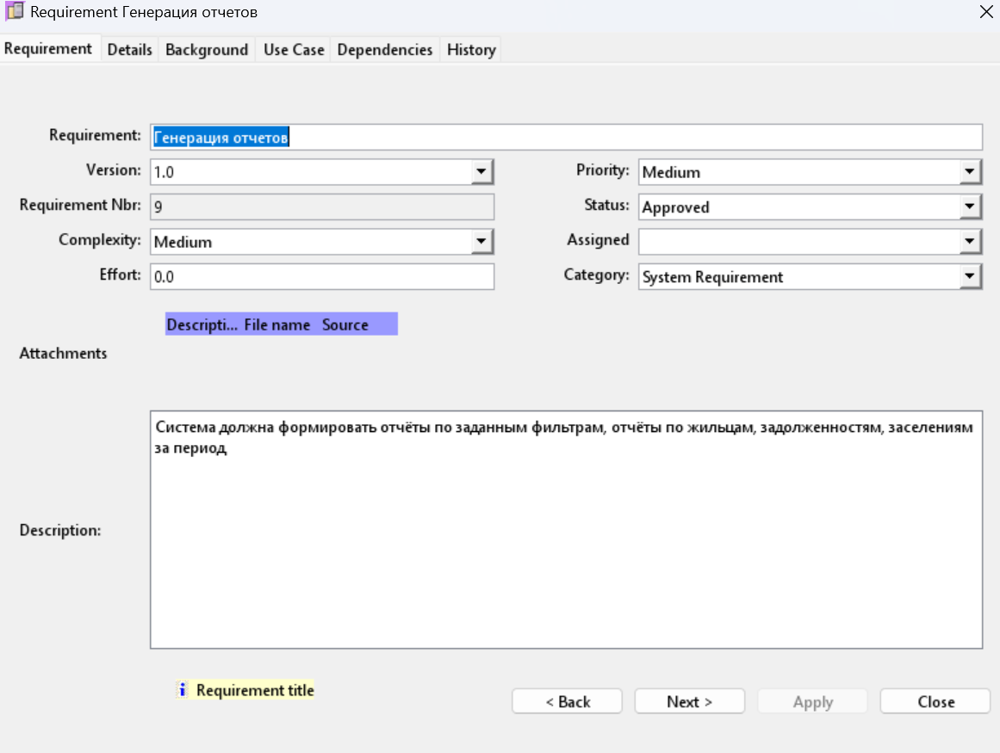 Requirement Генерация отчетов
Requirement Details Background Use Case Dependencies History
Requirement: Генерация отчетов
Version: 1.0 Priority: Medium
Requirement Nbr: 9 Status: Approved
Complexity: Medium Assigned
Effort: 0.0 Category: System Requirement
Descripti... File name Source
Attachments
Система должна формировать отчёты по заданным фильтрам, отчёты по жильцам, задолженностям, заселениям
за период
Description:
i Requirement title
< Back Next > Apply Close